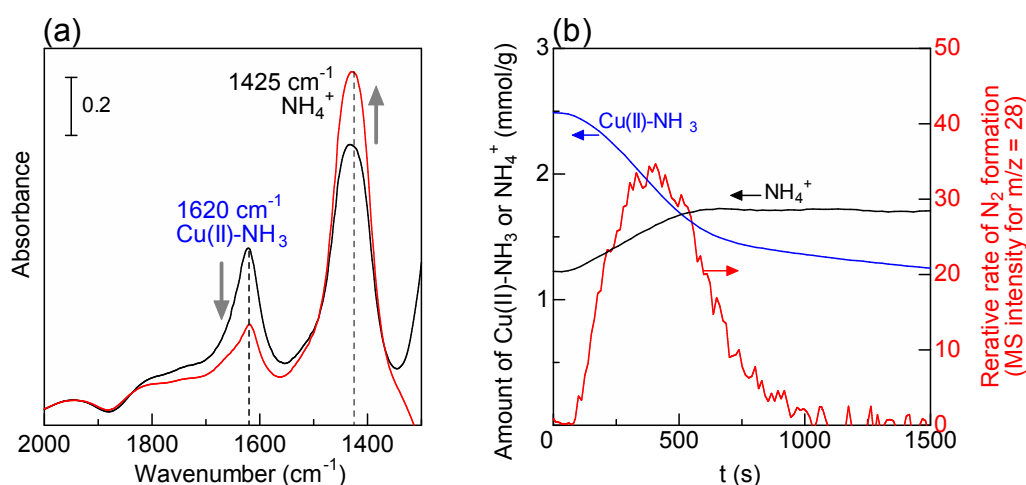 (a)
0.2
1425 cm⁻¹
NH₄⁺
1620 cm⁻¹
Cu(II)-NH₃
Absorbance
2000
1800
1600
1400
Wavenumber (cm⁻¹)
(b)
Amount of Cu(II)-NH₃ or NH₄⁺ (mmol/g)
3
2
1
Cu(II)-NH₃
NH₄⁺
0
500
1000
1500
t (s)
50
40
30
20
10
0
Rerative rate of N₂ formation
(MS intensity for m/z = 28)